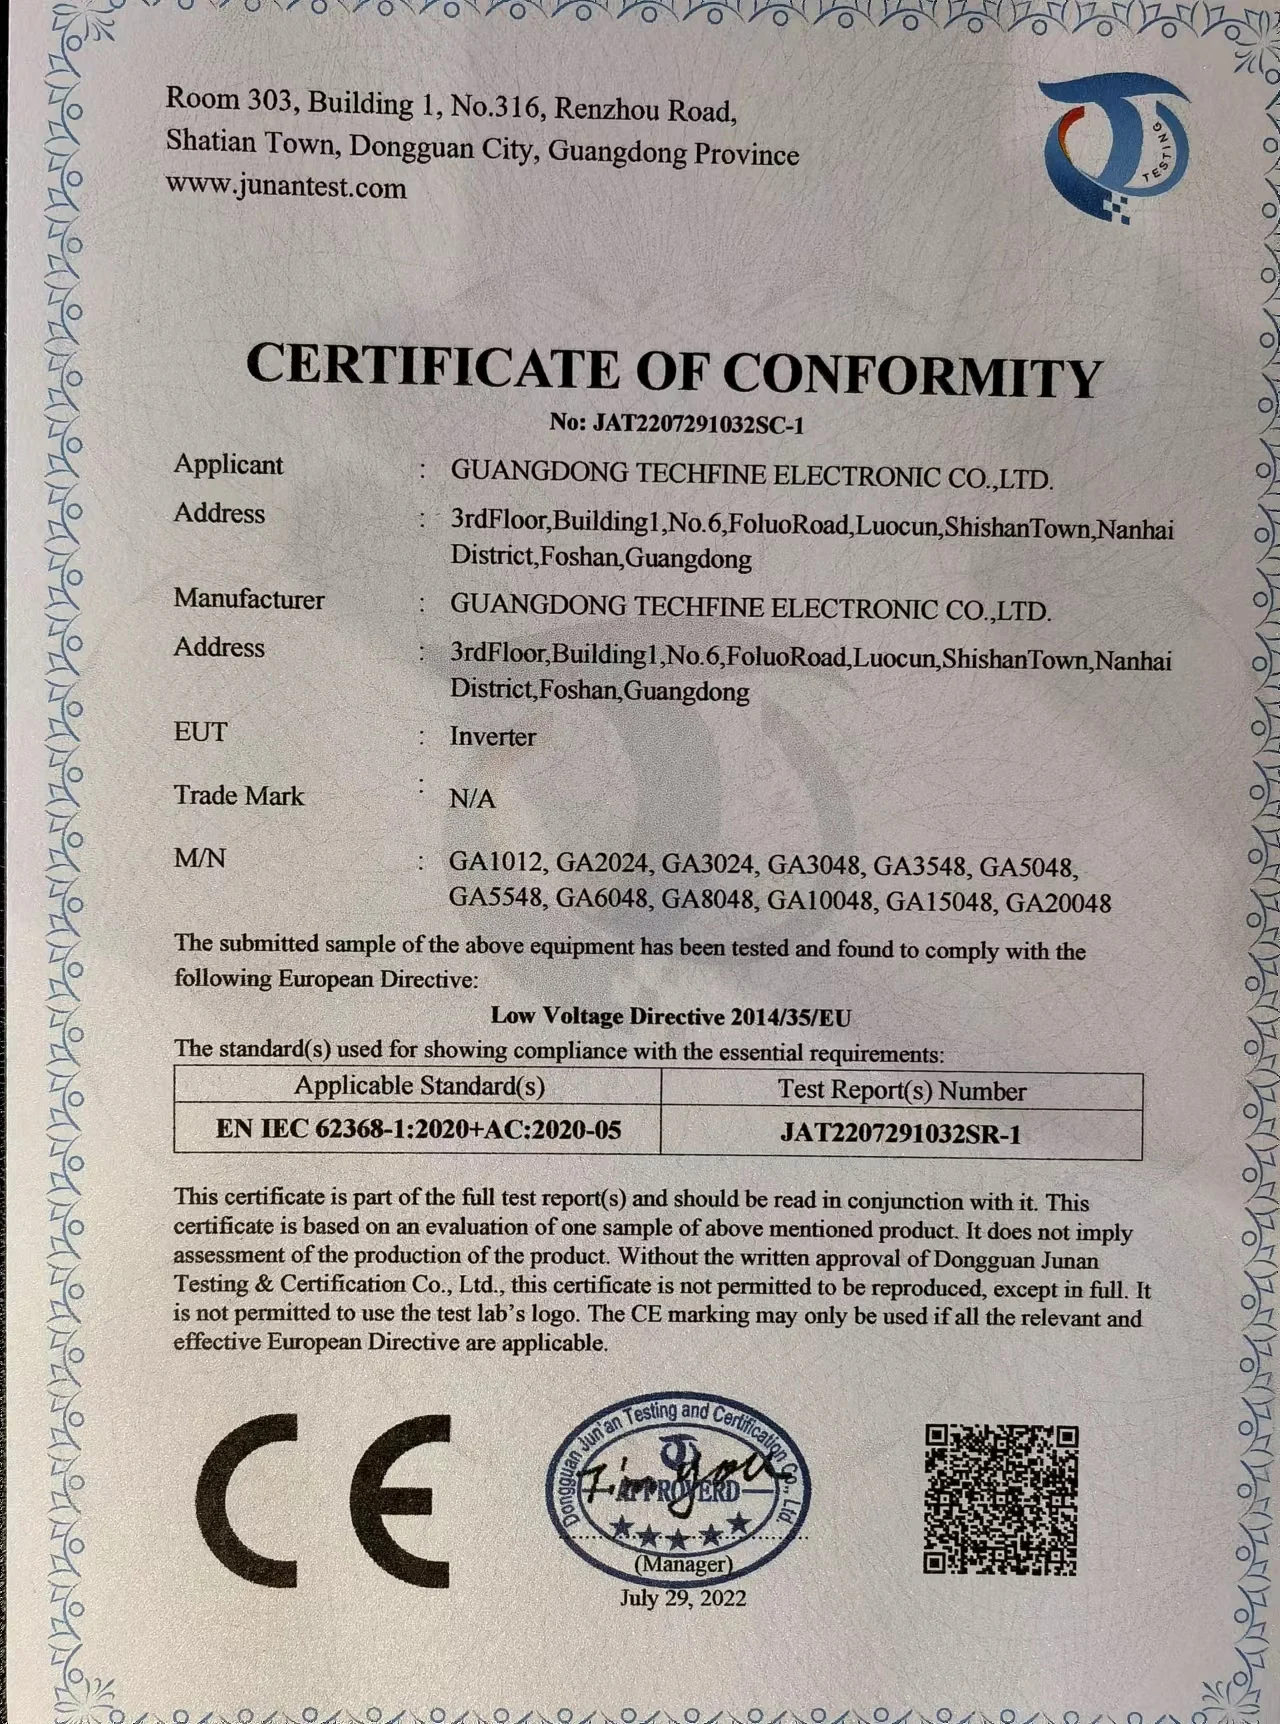 Room 303, Building 1, No.316, Renzhou Road,
Shatian Town, Dongguan City, Guangdong Province
www.junantest.com
TESTING
CERTIFICATE OF CONFORMITY
No: JAT2207291032SC-1
Applicant : GUANGDONG TECHFINE ELECTRONIC CO.,LTD.
Address : 3rdFloor,Building1,No.6,FoluoRoad,Luocun,ShishanTown,Nanhai
District,Foshan,Guangdong
Manufacturer : GUANGDONG TECHFINE ELECTRONIC CO.,LTD.
Address : 3rdFloor,Building1,No.6,FoluoRoad,Luocun,ShishanTown,Nanhai
District,Foshan,Guangdong
EUT : Inverter
Trade Mark : N/A
M/N : GA1012, GA2024, GA3024, GA3048, GA3548, GA5048,
GA5548, GA6048, GA8048, GA10048, GA15048, GA20048
The submitted sample of the above equipment has been tested and found to comply with the
following European Directive:
Low Voltage Directive 2014/35/EU
The standard(s) used for showing compliance with the essential requirements:
Applicable Standard(s) Test Report(s) Number
EN IEC 62368-1:2020+AC:2020-05 JAT2207291032SR-1
This certificate is part of the full test report(s) and should be read in conjunction with it. This
certificate is based on an evaluation of one sample of above mentioned product. It does not imply
assessment of the production of the product. Without the written approval of Dongguan Junan
Testing & Certification Co., Ltd., this certificate is not permitted to be reproduced, except in full. It
is not permitted to use the test lab's logo. The CE marking may only be used if all the relevant and
effective European Directive are applicable.
CE
Dongguan Jun'an Testing and Certification Co., Ltd.
Tim you
APPROVERD
(Manager)
July 29, 2022